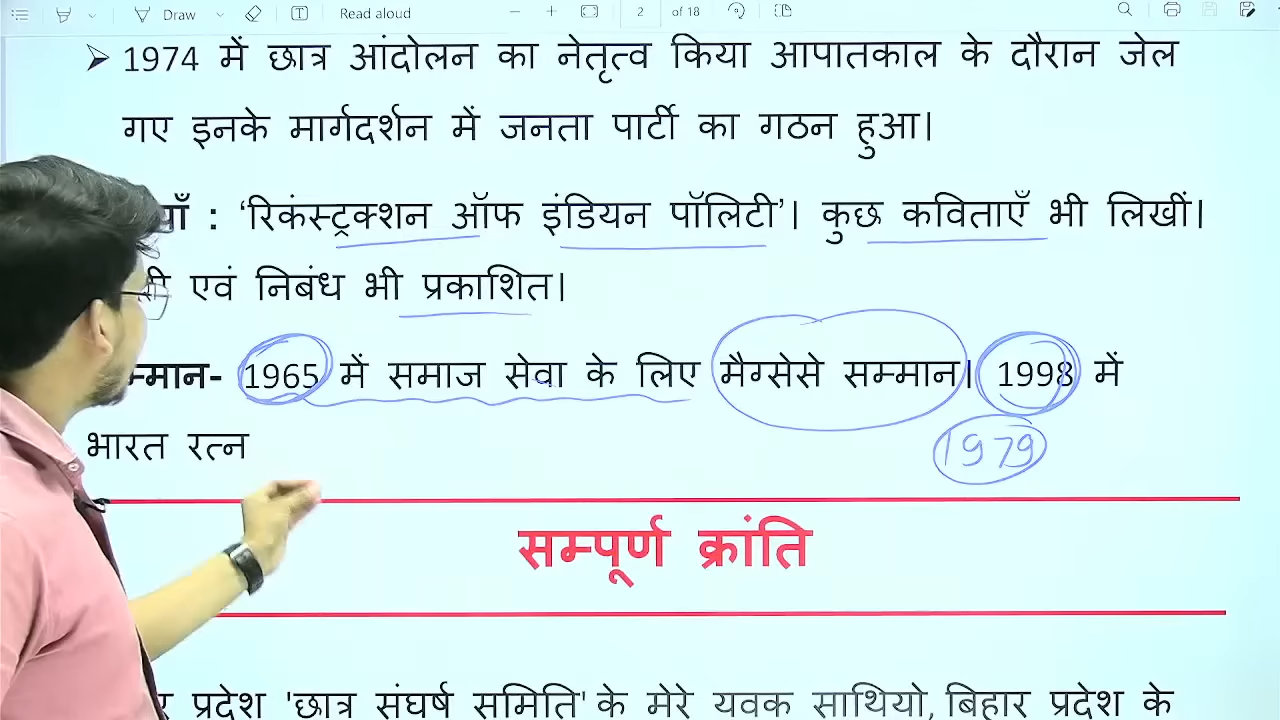 Draw
Read aloud
2 of 18
➤ 1974 में छात्र आंदोलन का नेतृत्व किया आपातकाल के दौरान जेल
गए इनके मार्गदर्शन में जनता पार्टी का गठन हुआ।
: ‘रिकंस्ट्रक्शन ऑफ इंडियन पॉलिटी’। कुछ कविताएँ भी लिखीं।
एवं निबंध भी प्रकाशित।
1965 में समाज सेवा के लिए मैग्सेसे सम्मान। 1998 में
1979
भारत रत्न
सम्पूर्ण क्रांति
प्रदेश 'छात्र संघर्ष समिति' के मेरे युवक साथियो, बिहार प्रदेश के